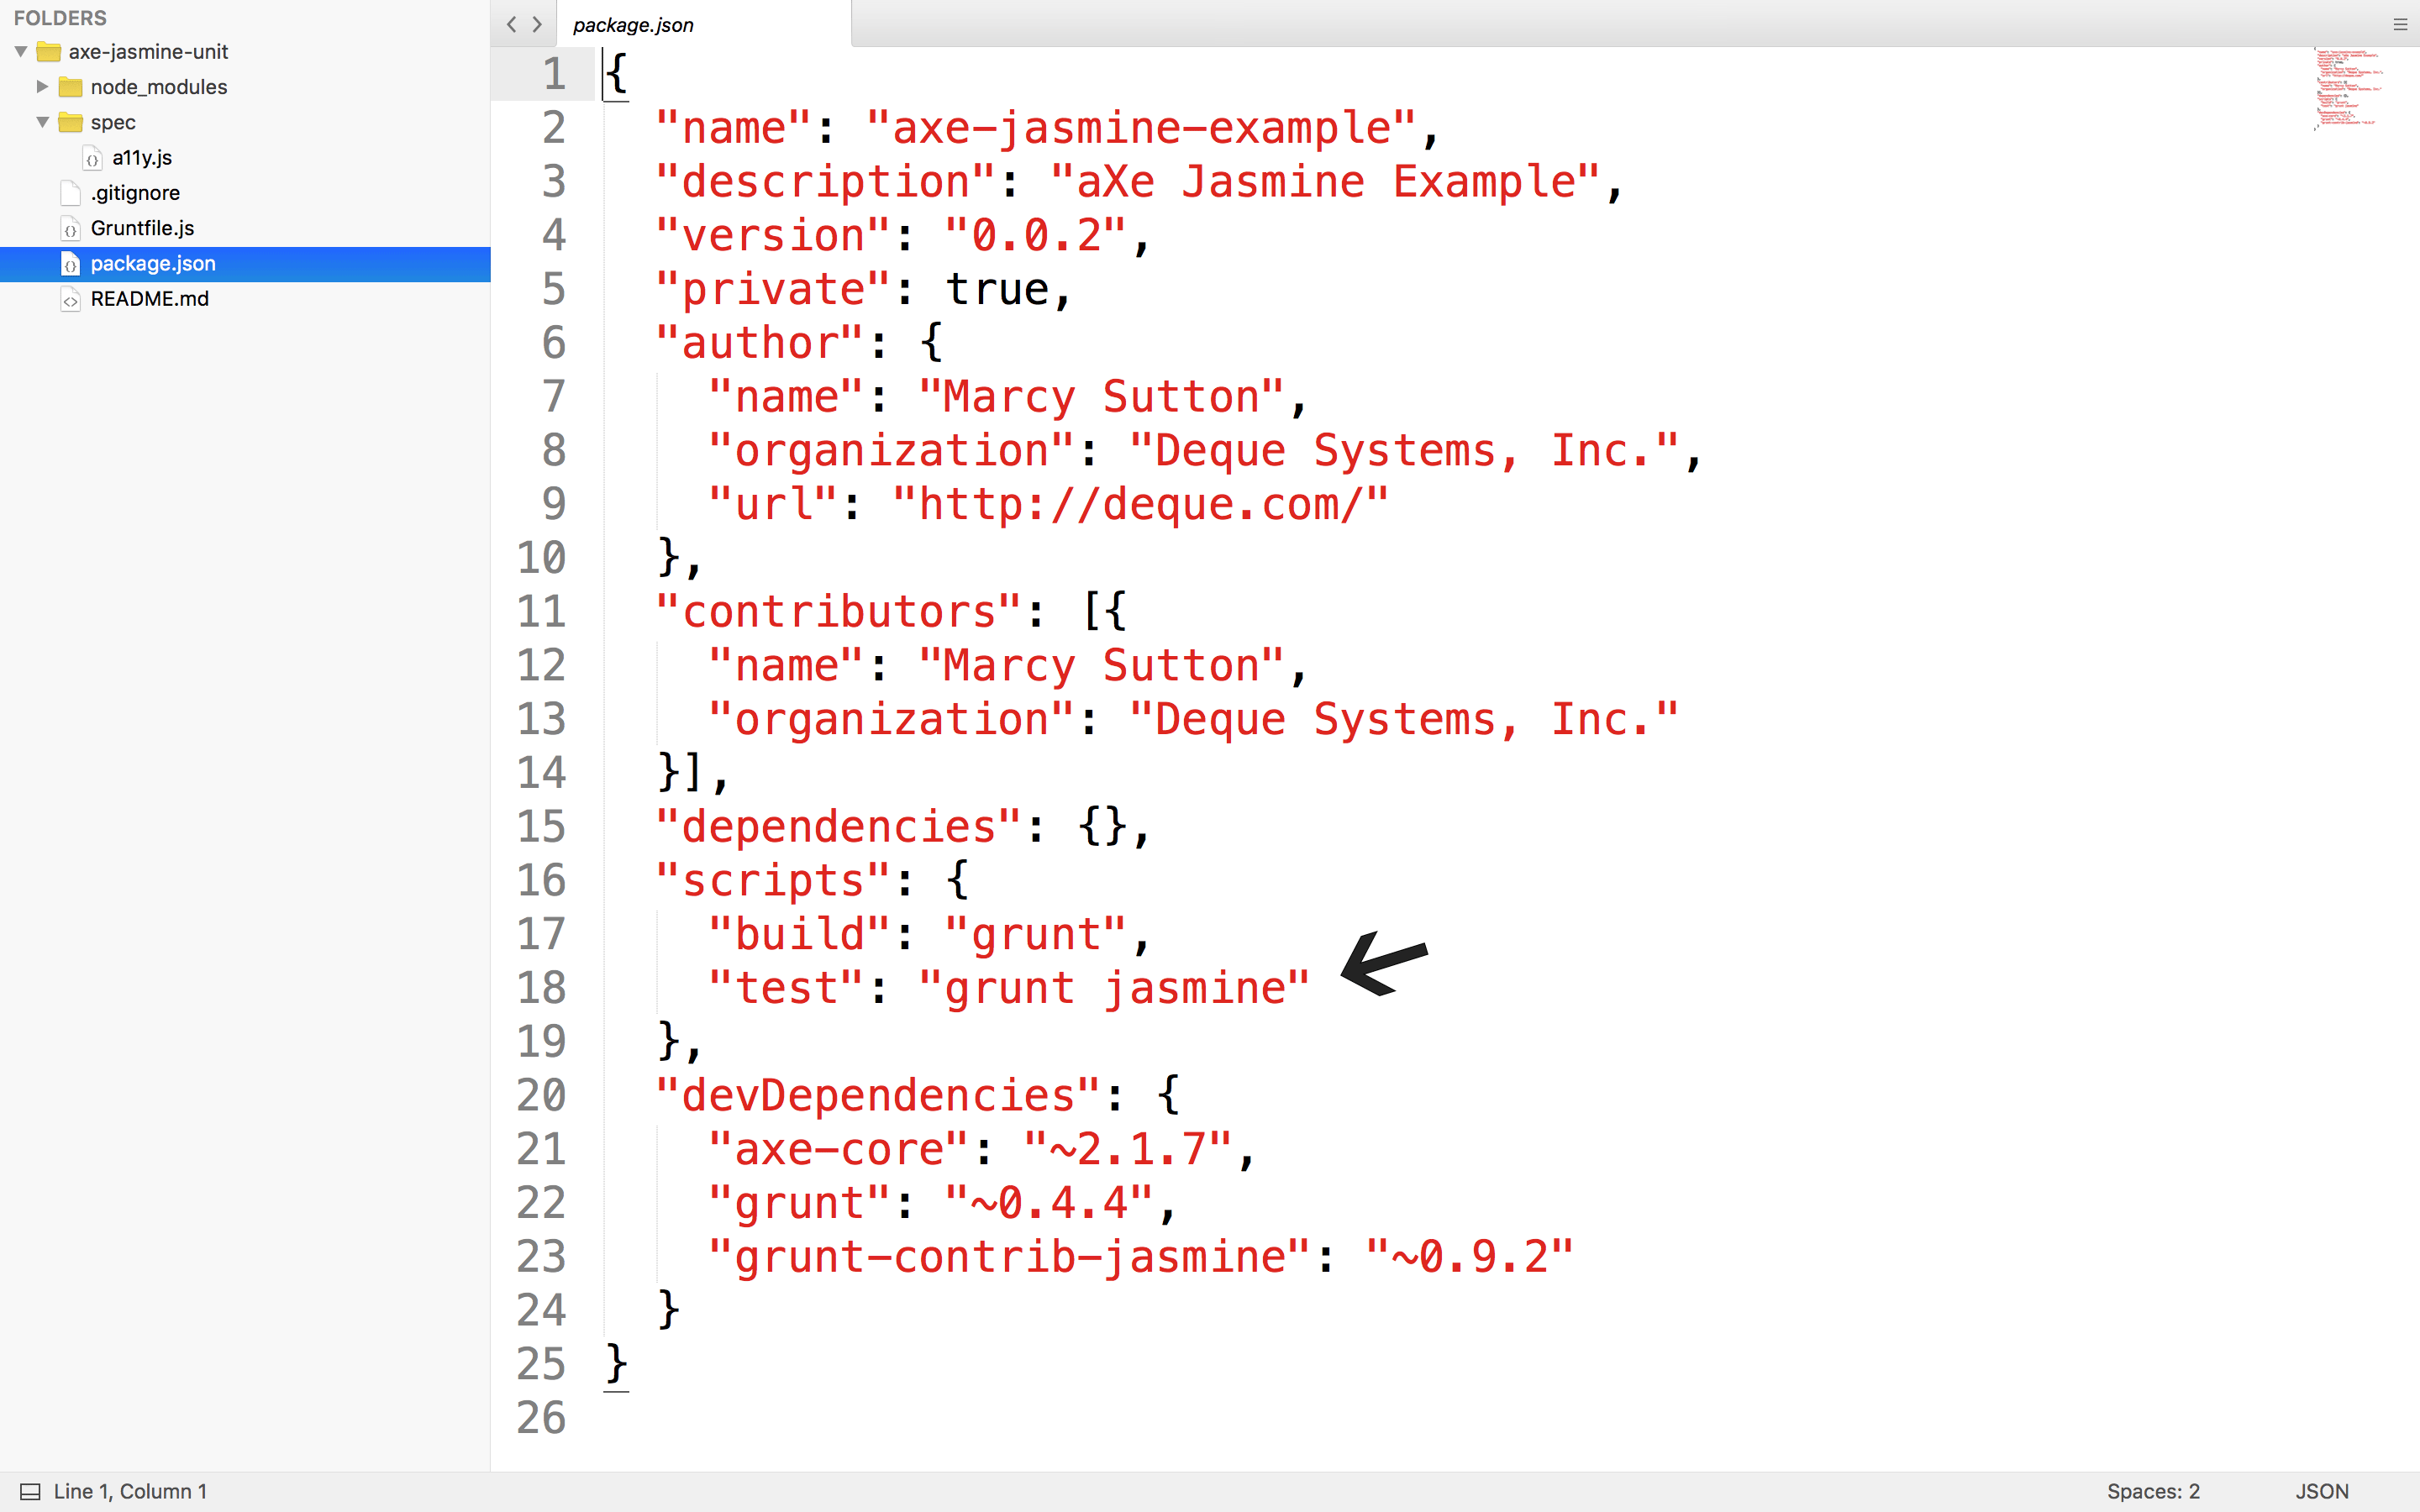 FOLDERS
axe-jasmine-unit
node_modules
spec
a11y.js
.gitignore
Gruntfile.js
package.json
README.md
package.json
1 {
2 "name": "axe-jasmine-example",
3 "description": "aXe Jasmine Example",
4 "version": "0.0.2",
5 "private": true,
6 "author": {
7 "name": "Marcy Sutton",
8 "organization": "Deque Systems, Inc.",
9 "url": "http://deque.com/"
10 },
11 "contributors": [{
12 "name": "Marcy Sutton",
13 "organization": "Deque Systems, Inc."
14 }],
15 "dependencies": {},
16 "scripts": {
17 "build": "grunt",
18 "test": "grunt jasmine"
19 },
20 "devDependencies": {
21 "axe-core": "~2.1.7",
22 "grunt": "~0.4.4",
23 "grunt-contrib-jasmine": "~0.9.2"
24 }
25 }
26
Line 1, Column 1
Spaces: 2
JSON